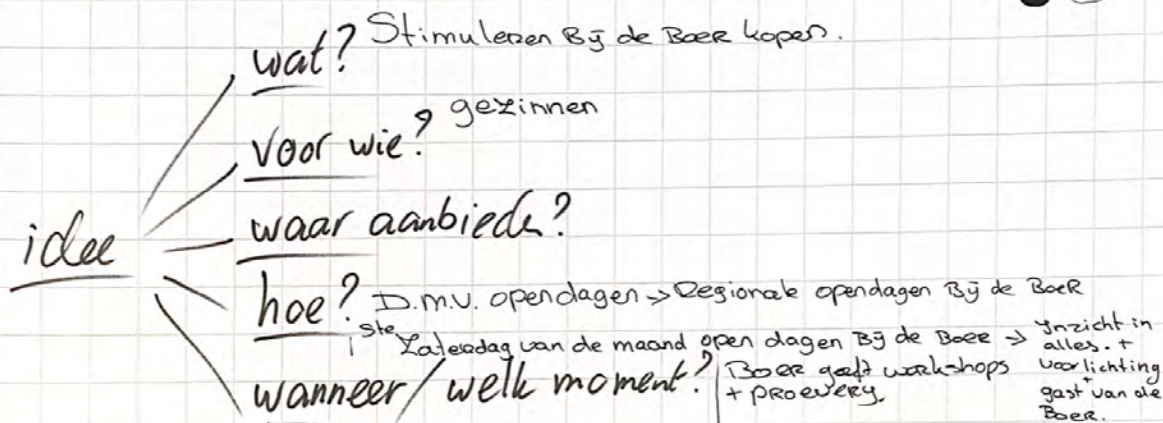 wat? Stimuleren Bij de Boer kopen.
voor wie? gezinnen
waar aanbieden?
idee
hoe? D.m.v. opendagen -> Regionale opendagen Bij de Boer
1ste Zaterdag van de maand open dagen Bij de Boer -> Inzicht in alles. +
wanneer / welk moment? Boer geeft workshops voorlichting
+ proevery. + gast van de
Boer.